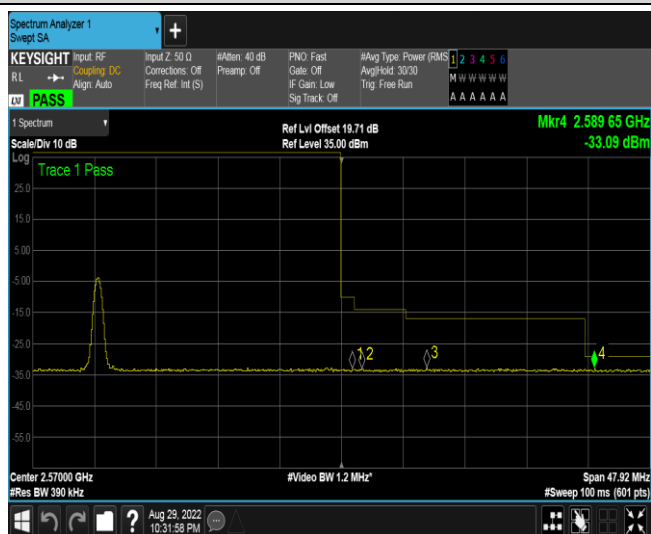 Spectrum Analyzer 1
Swept SA
+
KEYSIGHT
RL
LXI PASS
Input: RF
Coupling: DC
Align: Auto
Input Z: 50 Ω
Corrections: Off
Freq Ref: Int (S)
#Atten: 40 dB
Preamp: Off
PNO: Fast
Gate: Off
IF Gain: Low
Sig Track: Off
#Avg Type: Power (RMS
Avg|Hold: 30/30
Trig: Free Run
1 2 3 4 5 6
M W W W W W
A A A A A A
1 Spectrum
Scale/Div 10 dB
Ref Lvl Offset 19.71 dB
Ref Level 35.00 dBm
Mkr4 2.589 65 GHz
-33.09 dBm
Log
Trace 1 Pass
25.0
15.0
5.00
-5.00
-15.0
-25.0
-35.0
-45.0
-55.0
1 2 3 4
Center 2.57000 GHz
#Res BW 390 kHz
#Video BW 1.2 MHz*
Span 47.92 MHz
#Sweep 100 ms (601 pts)
?
Aug 29, 2022
10:31:58 PM